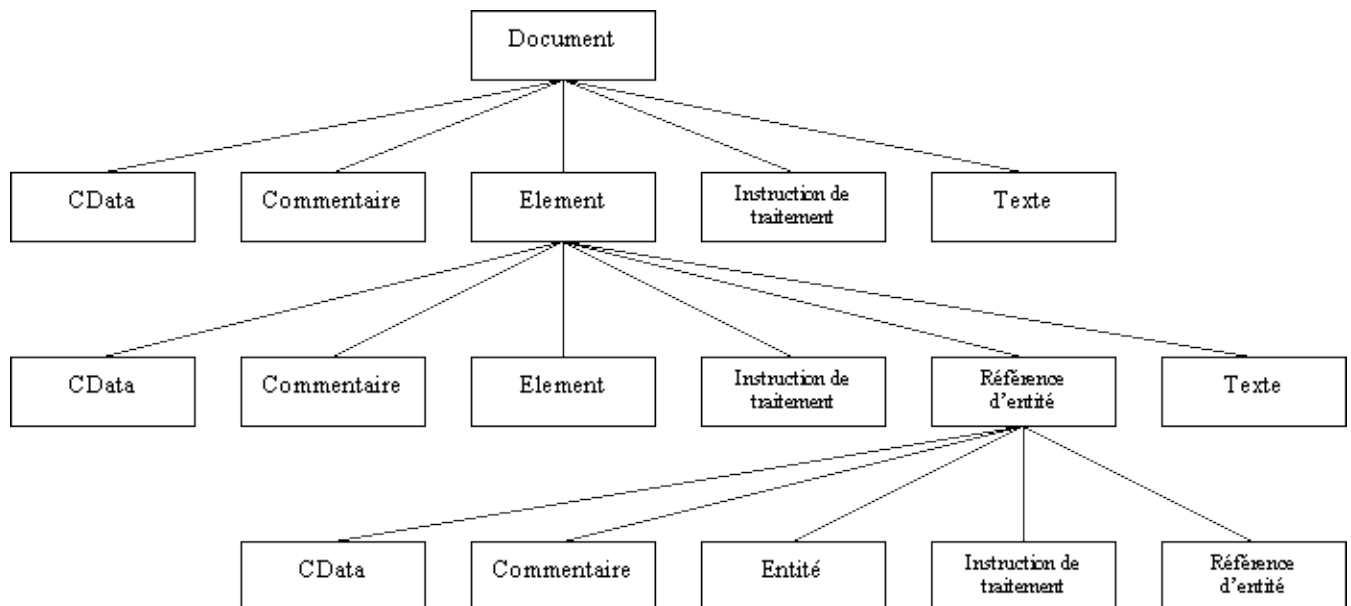 Document
CData
Commentaire
Element
Instruction de
traitement
Texte
CData
Commentaire
Element
Instruction de
traitement
Référence
d'entité
Texte
CData
Commentaire
Entité
Instruction de
traitement
Référence
d'entité